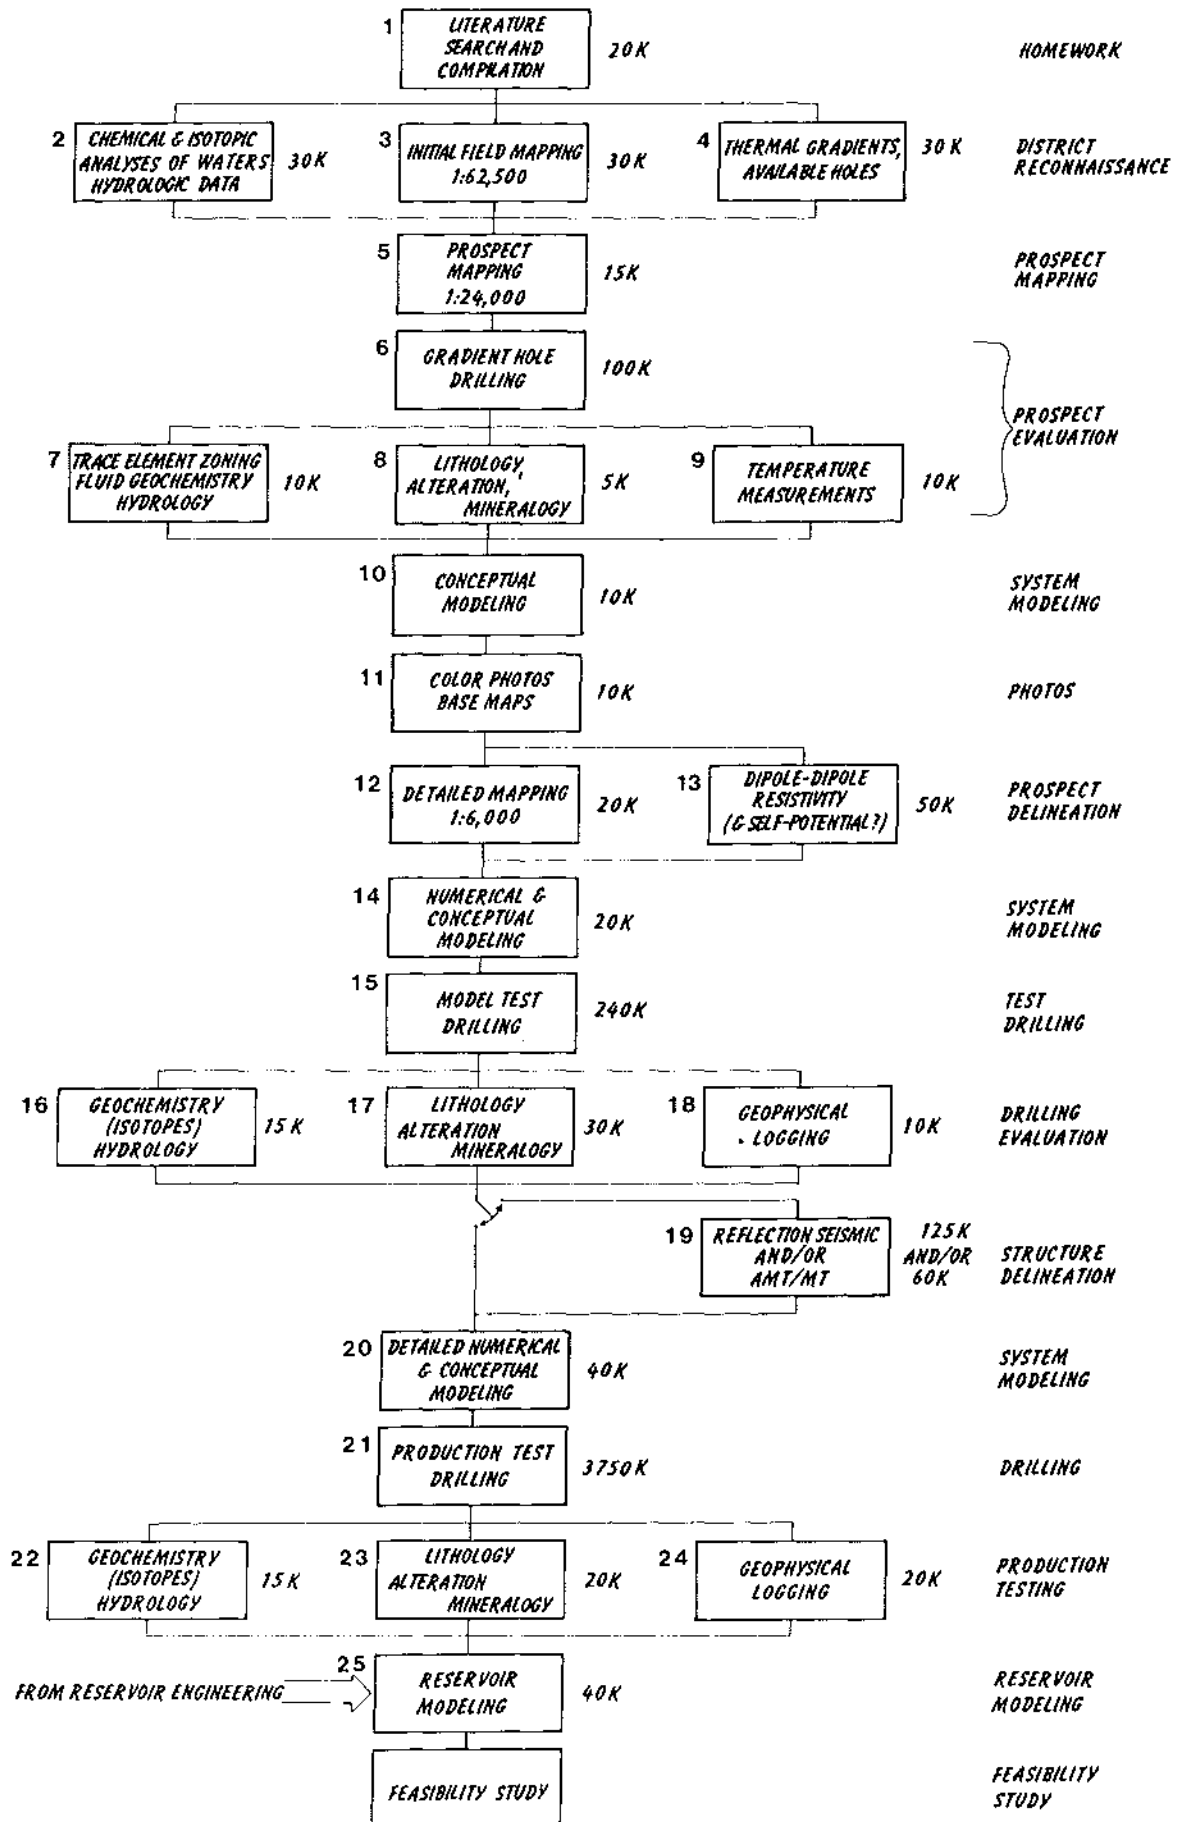 1
LITERATURE
SEARCH AND
COMPILATION
20K
HOMEWORK
2
CHEMICAL & ISOTOPIC
ANALYSES OF WATERS
HYDROLOGIC DATA
30K
3
INITIAL FIELD MAPPING
1:62,500
30K
4
THERMAL GRADIENTS,
AVAILABLE HOLES
30K
DISTRICT
RECONNAISSANCE
5
PROSPECT
MAPPING
1:24,000
15K
PROSPECT
MAPPING
6
GRADIENT HOLE
DRILLING
100K
PROSPECT
EVALUATION
7
TRACE ELEMENT ZONING
FLUID GEOCHEMISTRY
HYDROLOGY
10K
8
LITHOLOGY,
ALTERATION,
MINERALOGY
5K
9
TEMPERATURE
MEASUREMENTS
10K
10
CONCEPTUAL
MODELING
10K
SYSTEM
MODELING
11
COLOR PHOTOS
BASE MAPS
10K
PHOTOS
12
DETAILED MAPPING
1:6,000
20K
13
DIPOLE-DIPOLE
RESISTIVITY
(& SELF-POTENTIAL?)
50K
PROSPECT
DELINEATION
14
NUMERICAL &
CONCEPTUAL
MODELING
20K
SYSTEM
MODELING
15
MODEL TEST
DRILLING
240K
TEST
DRILLING
16
GEOCHEMISTRY
(ISOTOPES)
HYDROLOGY
15K
17
LITHOLOGY
ALTERATION
MINERALOGY
30K
18
GEOPHYSICAL
LOGGING
10K
DRILLING
EVALUATION
19
REFLECTION SEISMIC
AND/OR
AMT/MT
125K
AND/OR
60K
STRUCTURE
DELINEATION
20
DETAILED NUMERICAL
& CONCEPTUAL
MODELING
40K
SYSTEM
MODELING
21
PRODUCTION TEST
DRILLING
3750K
DRILLING
22
GEOCHEMISTRY
(ISOTOPES)
HYDROLOGY
15K
23
LITHOLOGY
ALTERATION
MINERALOGY
20K
24
GEOPHYSICAL
LOGGING
20K
PRODUCTION
TESTING
FROM RESERVOIR ENGINEERING
25
RESERVOIR
MODELING
40K
RESERVOIR
MODELING
FEASIBILITY STUDY
FEASIBILITY
STUDY